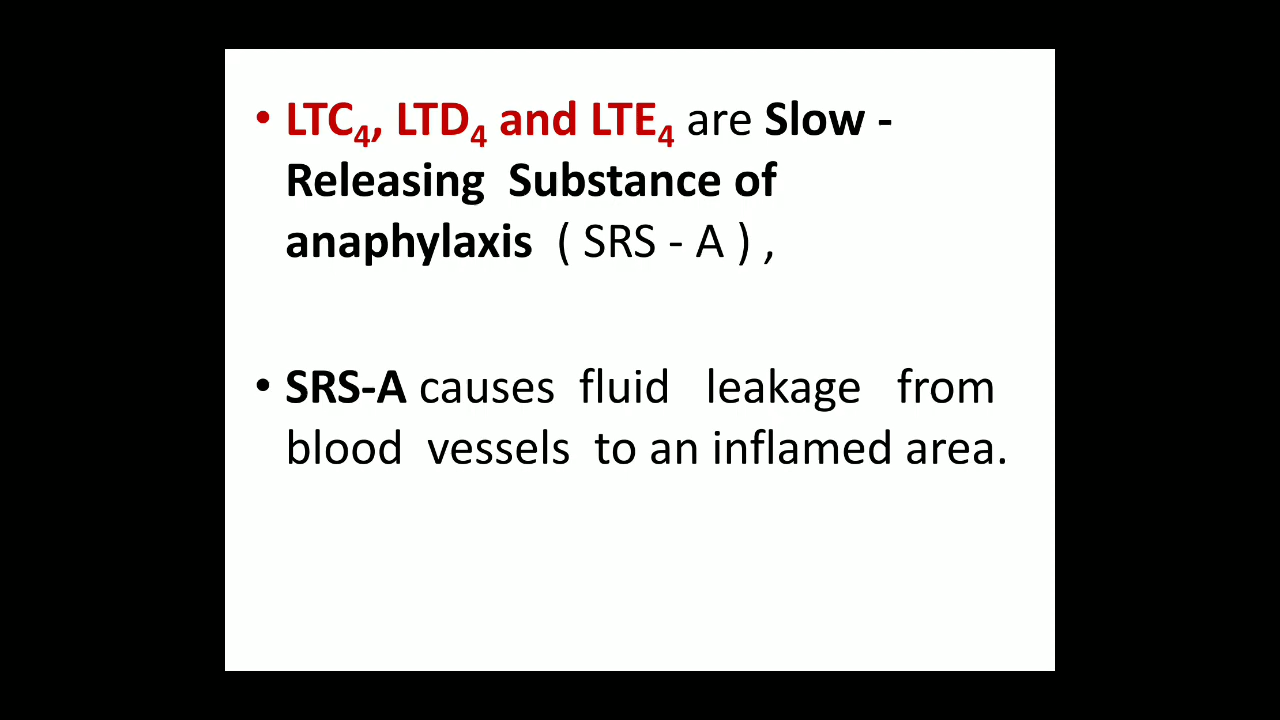 • LTC₄, LTD₄ and LTE₄ are Slow -
Releasing Substance of
anaphylaxis ( SRS - A ) ,
• SRS-A causes fluid leakage from
blood vessels to an inflamed area.